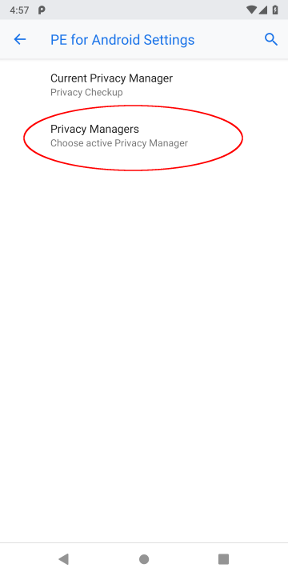 4:57
PE for Android Settings
Current Privacy Manager
Privacy Checkup
Privacy Managers
Choose active Privacy Manager